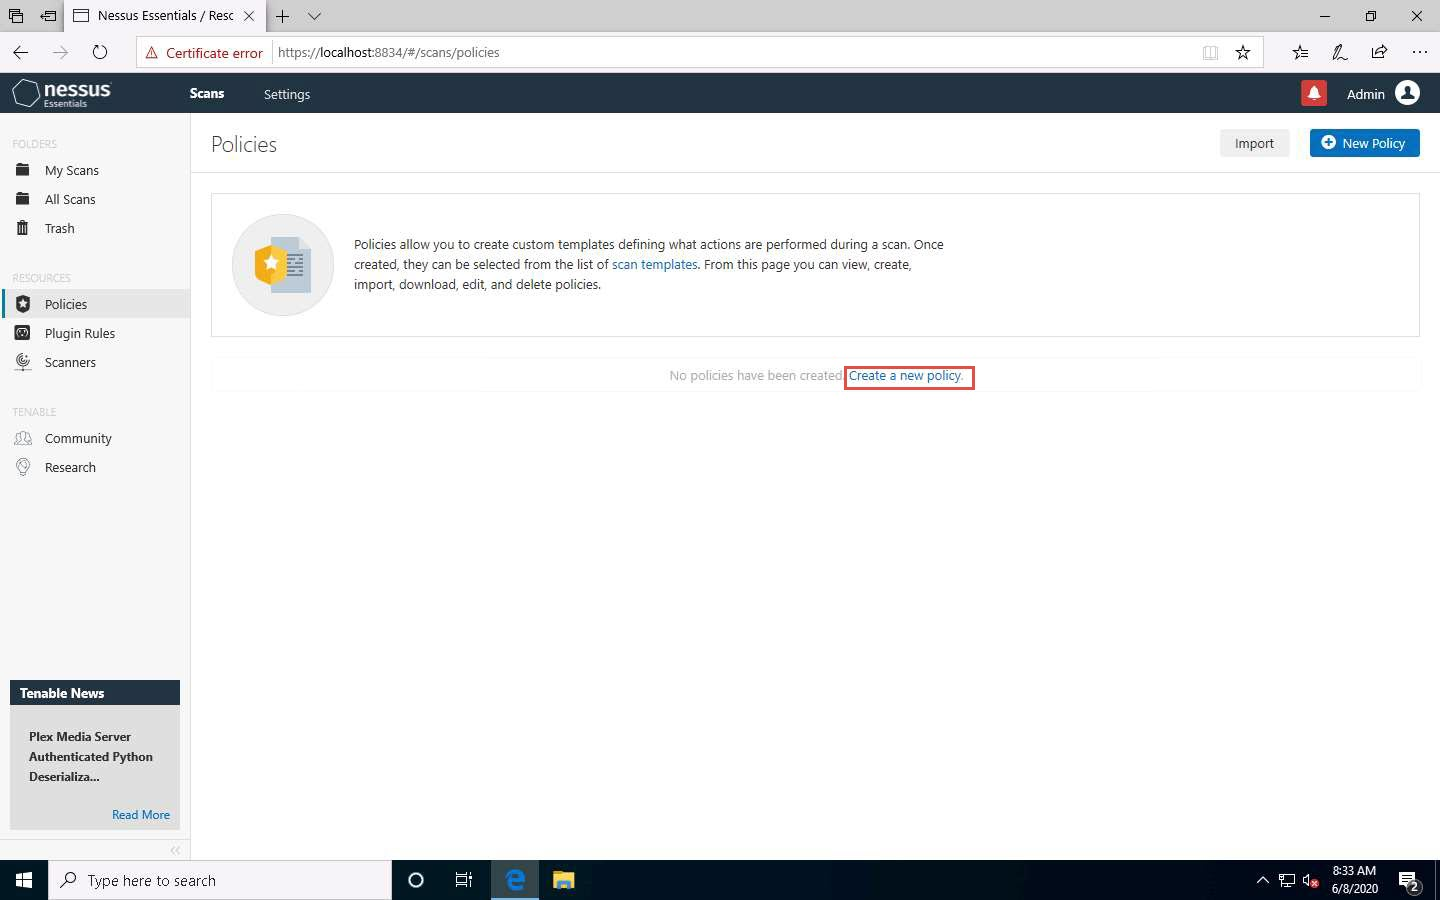 Nessus Essentials / Resc
Certificate error
https://localhost:8834/#/scans/policies
nessus
Essentials
Scans
Settings
Admin
FOLDERS
My Scans
All Scans
Trash
RESOURCES
Policies
Plugin Rules
Scanners
TENABLE
Community
Research
Tenable News
Plex Media Server
Authenticated Python
Deserializa...
Read More
Policies
Import
New Policy
Policies allow you to create custom templates defining what actions are performed during a scan. Once
created, they can be selected from the list of scan templates. From this page you can view, create,
import, download, edit, and delete policies.
No policies have been created. Create a new policy.
Type here to search
8:33 AM
6/8/2020
2